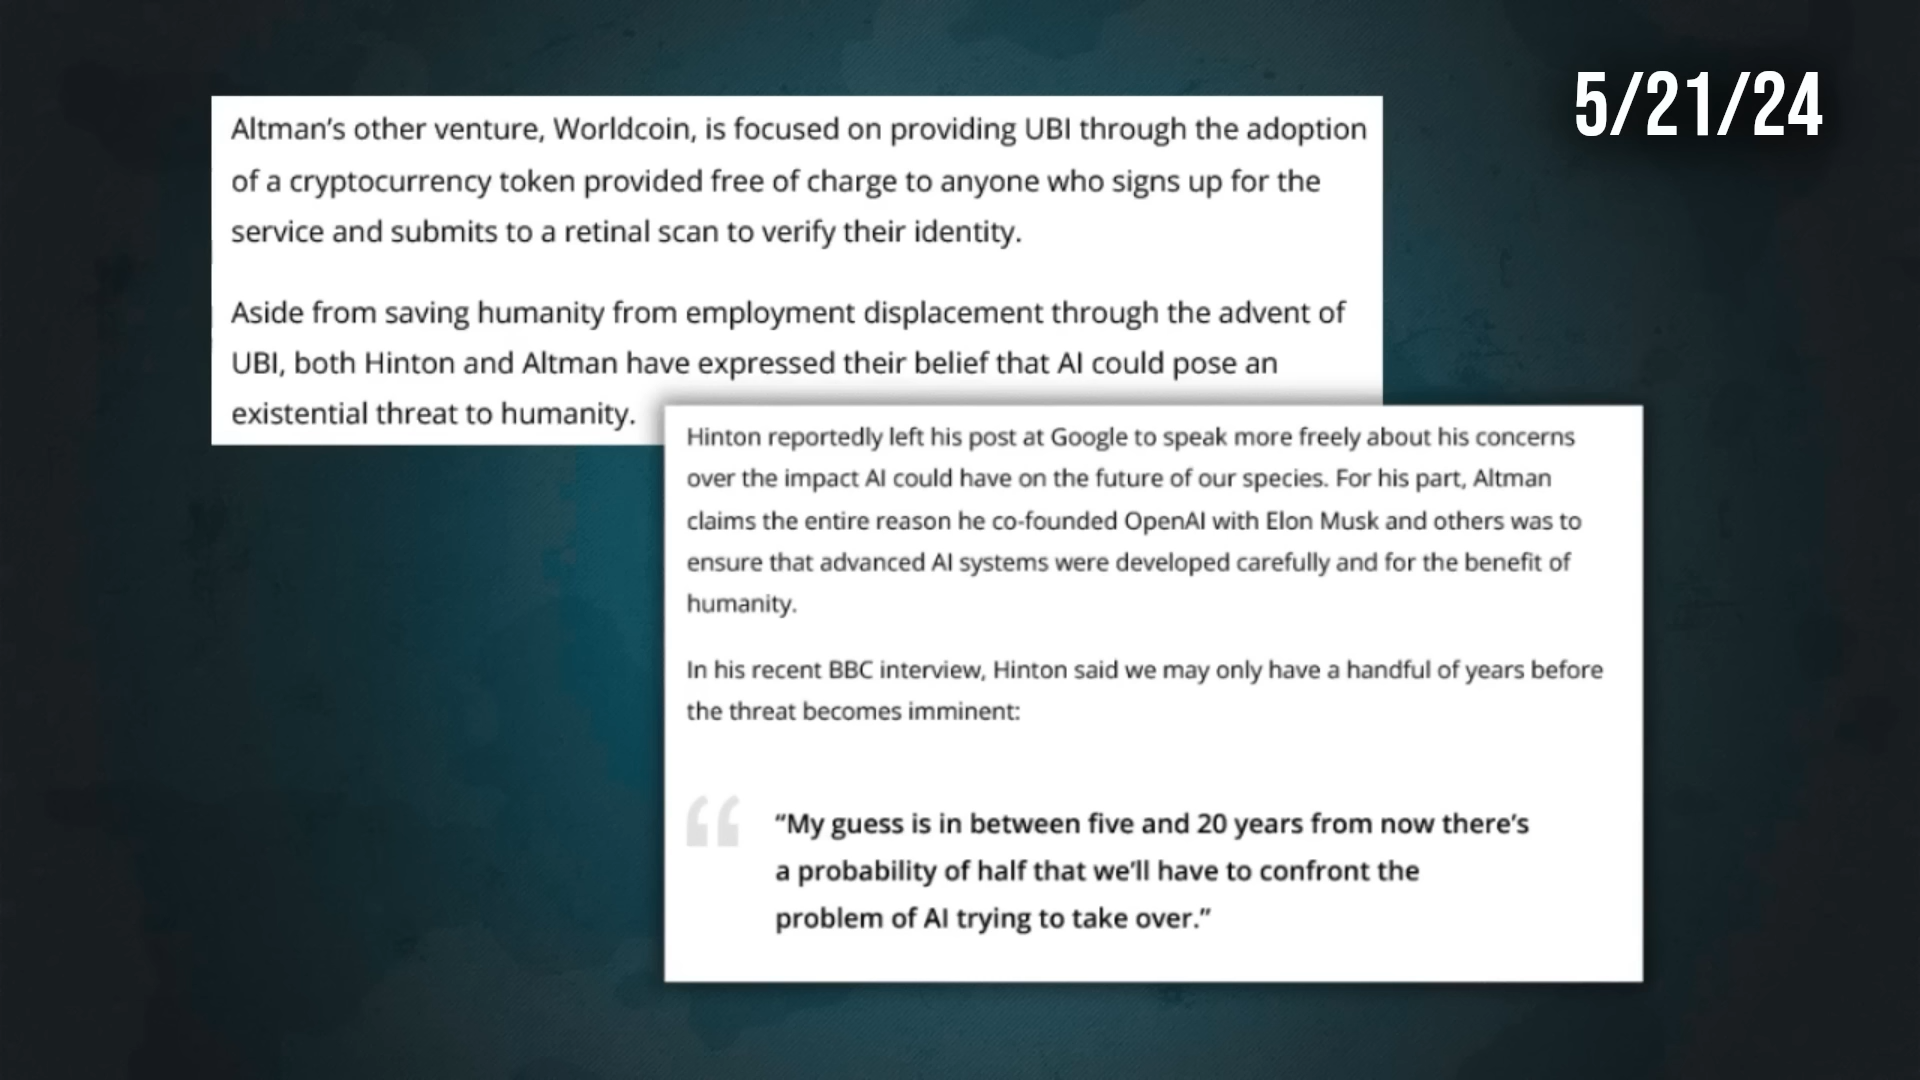 5/21/24
Altman's other venture, Worldcoin, is focused on providing UBI through the adoption
of a cryptocurrency token provided free of charge to anyone who signs up for the
service and submits to a retinal scan to verify their identity.
Aside from saving humanity from employment displacement through the advent of
UBI, both Hinton and Altman have expressed their belief that AI could pose an
existential threat to humanity.
Hinton reportedly left his post at Google to speak more freely about his concerns
over the impact AI could have on the future of our species. For his part, Altman
claims the entire reason he co-founded OpenAI with Elon Musk and others was to
ensure that advanced AI systems were developed carefully and for the benefit of
humanity.
In his recent BBC interview, Hinton said we may only have a handful of years before
the threat becomes imminent:
“My guess is in between five and 20 years from now there’s
a probability of half that we’ll have to confront the
problem of AI trying to take over.”